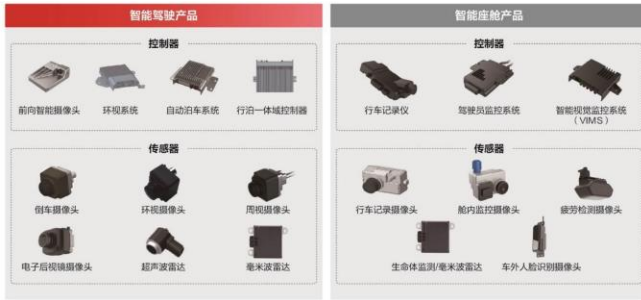 智能驾驶产品
控制器
前向智能摄像头 环视系统 自动泊车系统 行泊一体域控制器
传感器
倒车摄像头 环视摄像头 周视摄像头
电子后视镜摄像头 超声波雷达 毫米波雷达
智能座舱产品
控制器
行车记录仪 驾驶员监控系统 智能视觉监控系统
（VIMS）
传感器
行车记录摄像头 舱内监控摄像头 疲劳检测摄像头
生命体监测/毫米波雷达 车外人脸识别摄像头